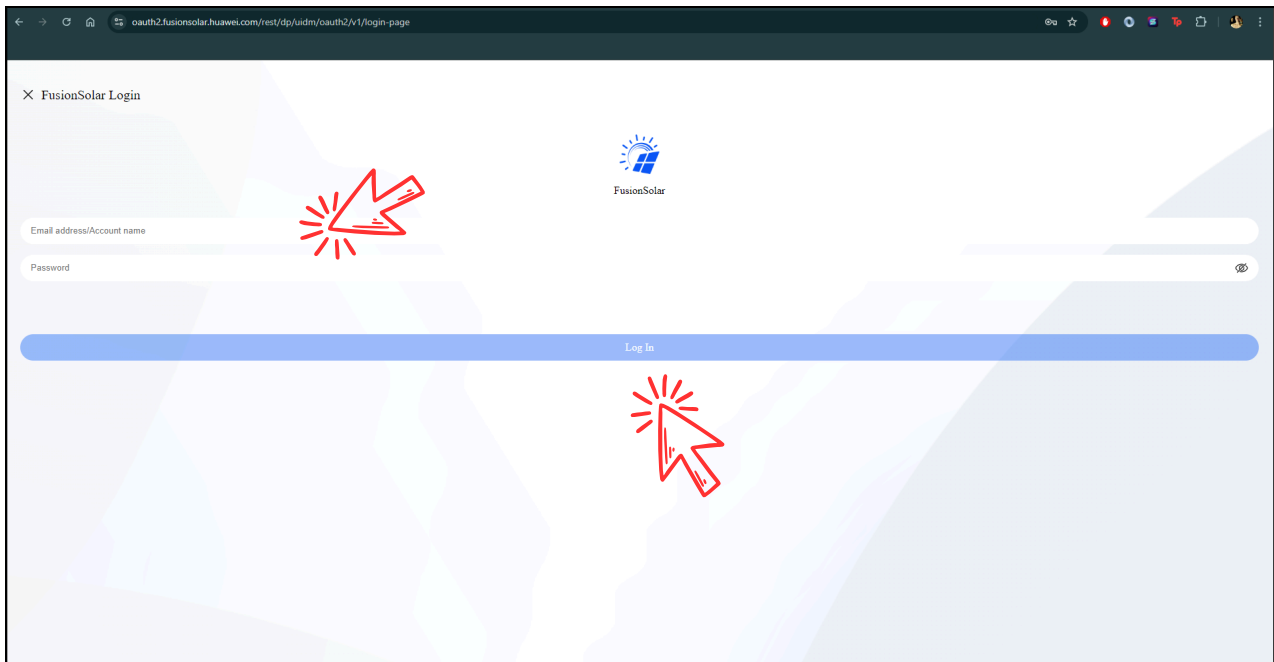 oauth2.fusionsolar.huawei.com/rest/dp/uidm/oauth2/v1/login-page
Tp
FusionSolar Login
FusionSolar
Email address/Account name
Password
Log In